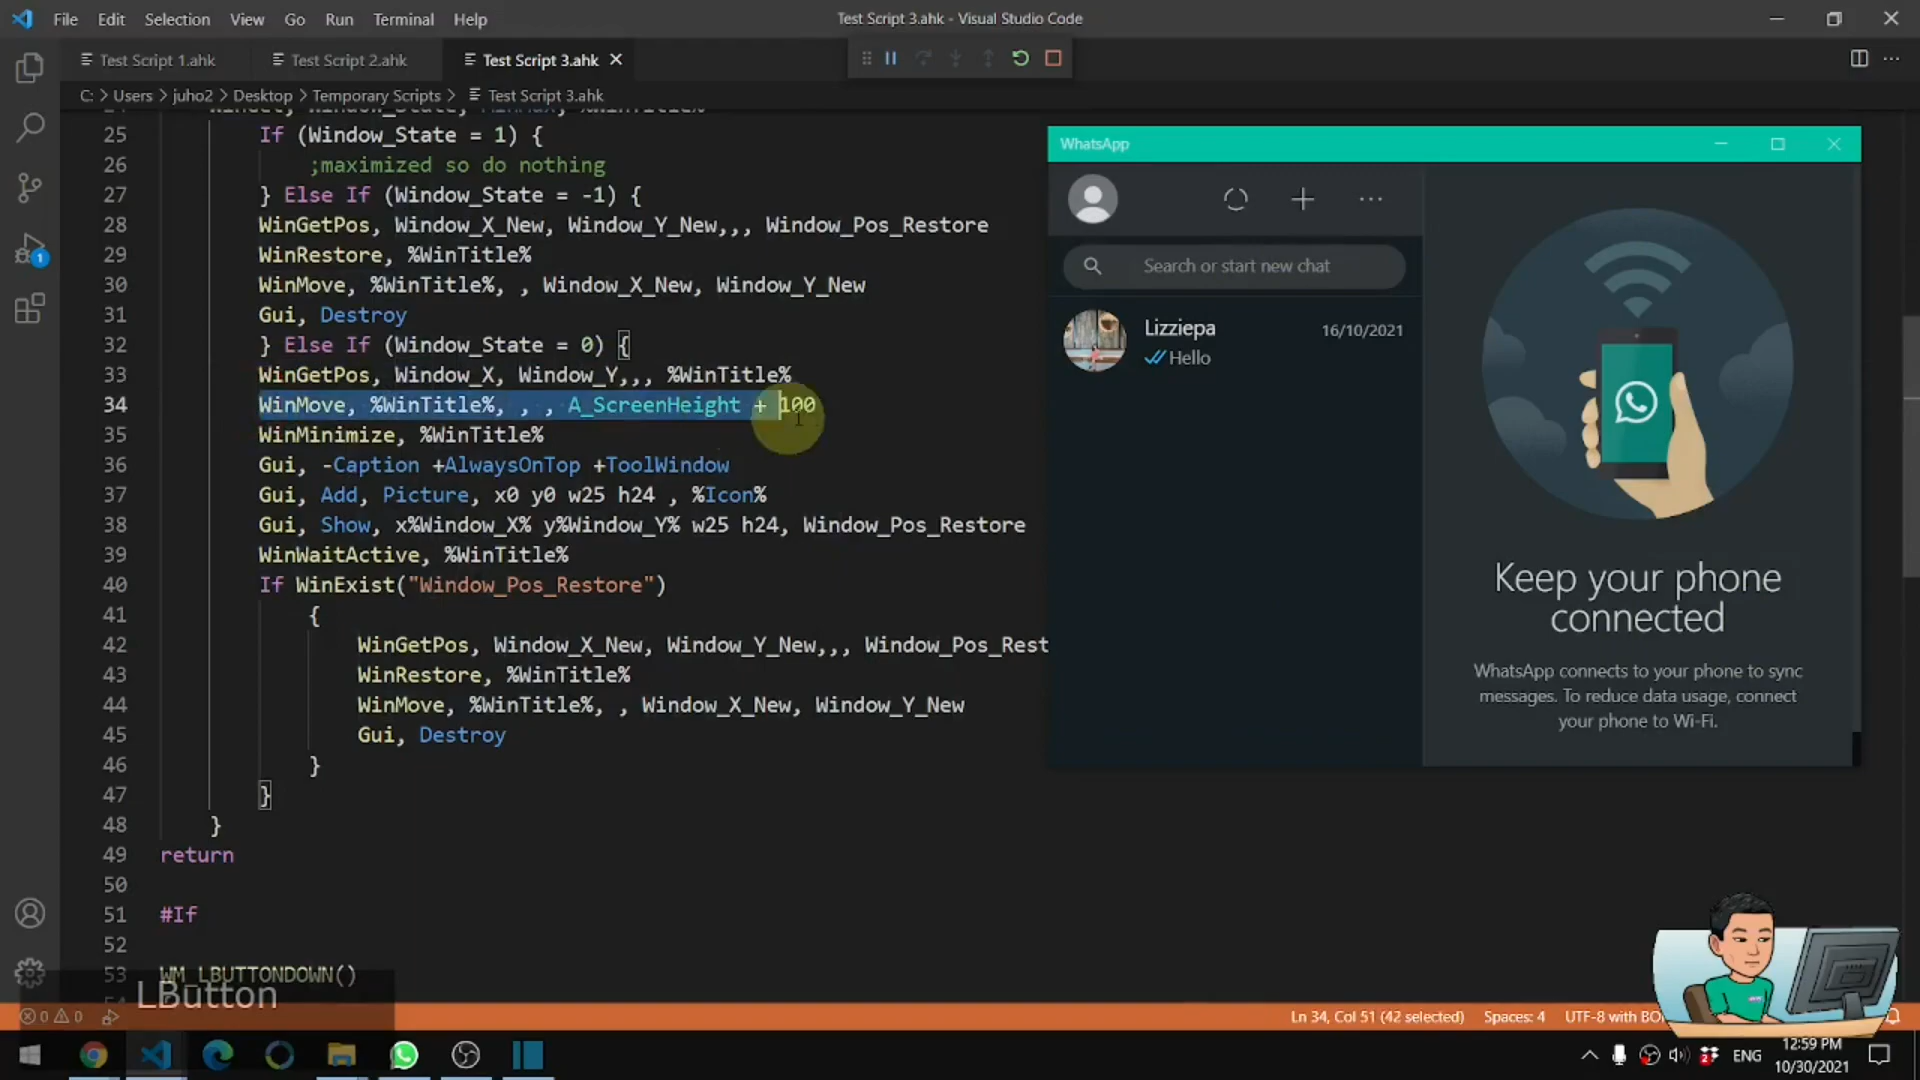 File Edit Selection View Go Run Terminal Help
Test Script 3.ahk - Visual Studio Code
Test Script 1.ahk
Test Script 2.ahk
Test Script 3.ahk
C: > Users > juho2 > Desktop > Temporary Scripts > Test Script 3.ahk
25 If (Window_State = 1) {
26 ;maximized so do nothing
27 } Else If (Window_State = -1) {
28 WinGetPos, Window_X_New, Window_Y_New,,, Window_Pos_Restore
29 WinRestore, %WinTitle%
30 WinMove, %WinTitle%, , Window_X_New, Window_Y_New
31 Gui, Destroy
32 } Else If (Window_State = 0) {
33 WinGetPos, Window_X, Window_Y,,, %WinTitle%
34 WinMove, %WinTitle%, , , A_ScreenHeight + 100
35 WinMinimize, %WinTitle%
36 Gui, -Caption +AlwaysOnTop +ToolWindow
37 Gui, Add, Picture, x0 y0 w25 h24 , %Icon%
38 Gui, Show, x%Window_X% y%Window_Y% w25 h24, Window_Pos_Restore
39 WinWaitActive, %WinTitle%
40 If WinExist("Window_Pos_Restore")
41 {
42 WinGetPos, Window_X_New, Window_Y_New,,, Window_Pos_Rest
43 WinRestore, %WinTitle%
44 WinMove, %WinTitle%, , Window_X_New, Window_Y_New
45 Gui, Destroy
46 }
47 }
48 }
49 return
50
51 #If
52
53 WM_LBUTTONDOWN()
LButton
WhatsApp
Search or start new chat
Lizziepa
16/10/2021
Hello
Keep your phone
connected
WhatsApp connects to your phone to sync
messages. To reduce data usage, connect
your phone to Wi-Fi.
1
0 0
Ln 34, Col 51 (42 selected) Spaces: 4 UTF-8 with BO
2
ENG
12:59 PM
10/30/2021